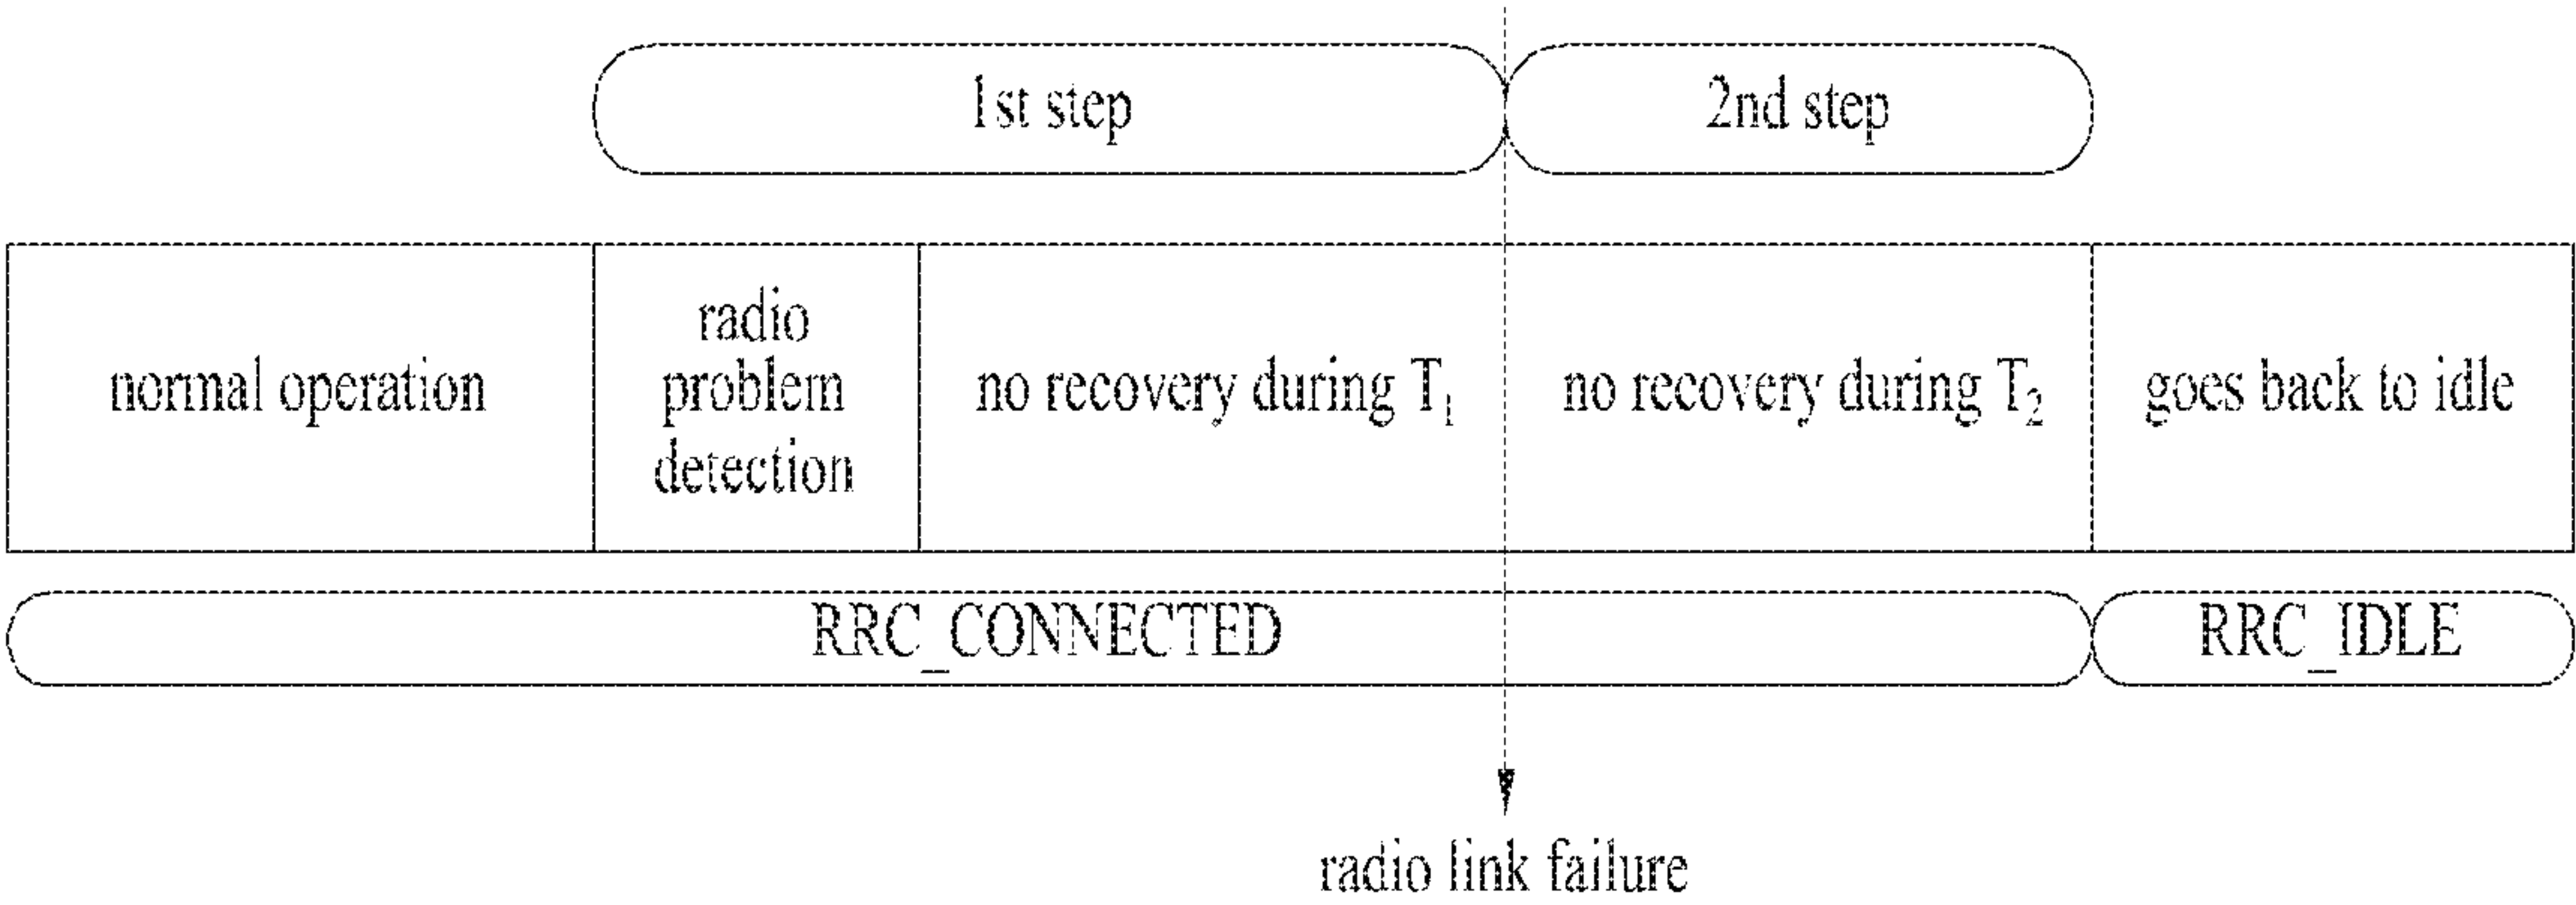 1st step
2nd step
normal operation
radio
problem
detection
no recovery during T₁
no recovery during T₂
goes back to idle
RRC_CONNECTED
RRC_IDLE
radio link failure